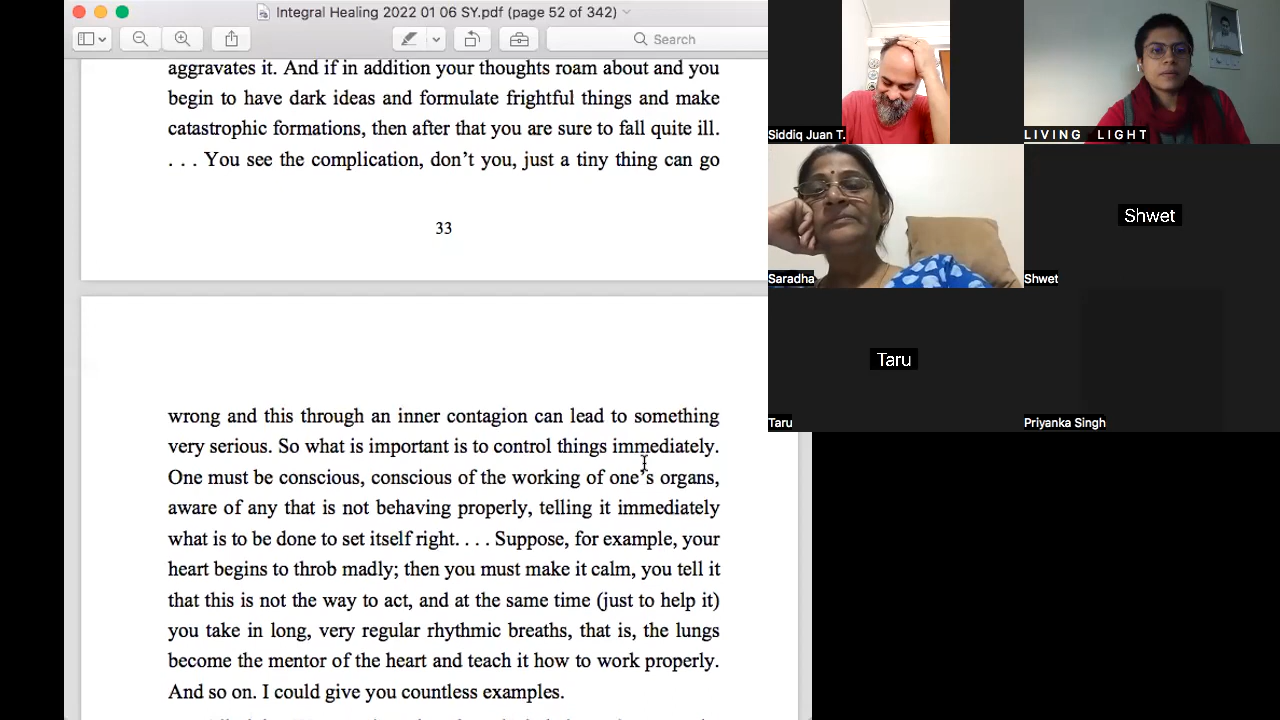 Integral Healing 2022 01 06 SY.pdf (page 52 of 342)
Search
aggravates it. And if in addition your thoughts roam about and you
begin to have dark ideas and formulate frightful things and make
catastrophic formations, then after that you are sure to fall quite ill.
. . . You see the complication, don’t you, just a tiny thing can go
33
wrong and this through an inner contagion can lead to something
very serious. So what is important is to control things immediately.
One must be conscious, conscious of the working of one’s organs,
aware of any that is not behaving properly, telling it immediately
what is to be done to set itself right. . . . Suppose, for example, your
heart begins to throb madly; then you must make it calm, you tell it
that this is not the way to act, and at the same time (just to help it)
you take in long, very regular rhythmic breaths, that is, the lungs
become the mentor of the heart and teach it how to work properly.
And so on. I could give you countless examples.
Siddiq Juan T.
LIVING LIGHT
Saradha
Shwet
Shwet
Taru
Taru
Priyanka Singh